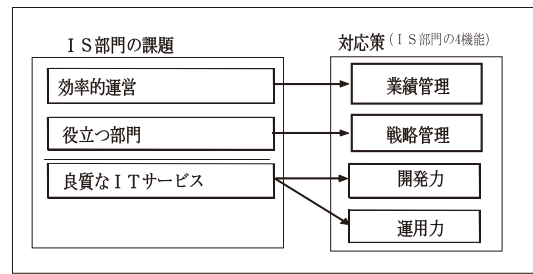 ＩＳ部門の課題
対応策（ＩＳ部門の4機能）
効率的運営
業績管理
役立つ部門
戦略管理
良質なＩＴサービス
開発力
運用力